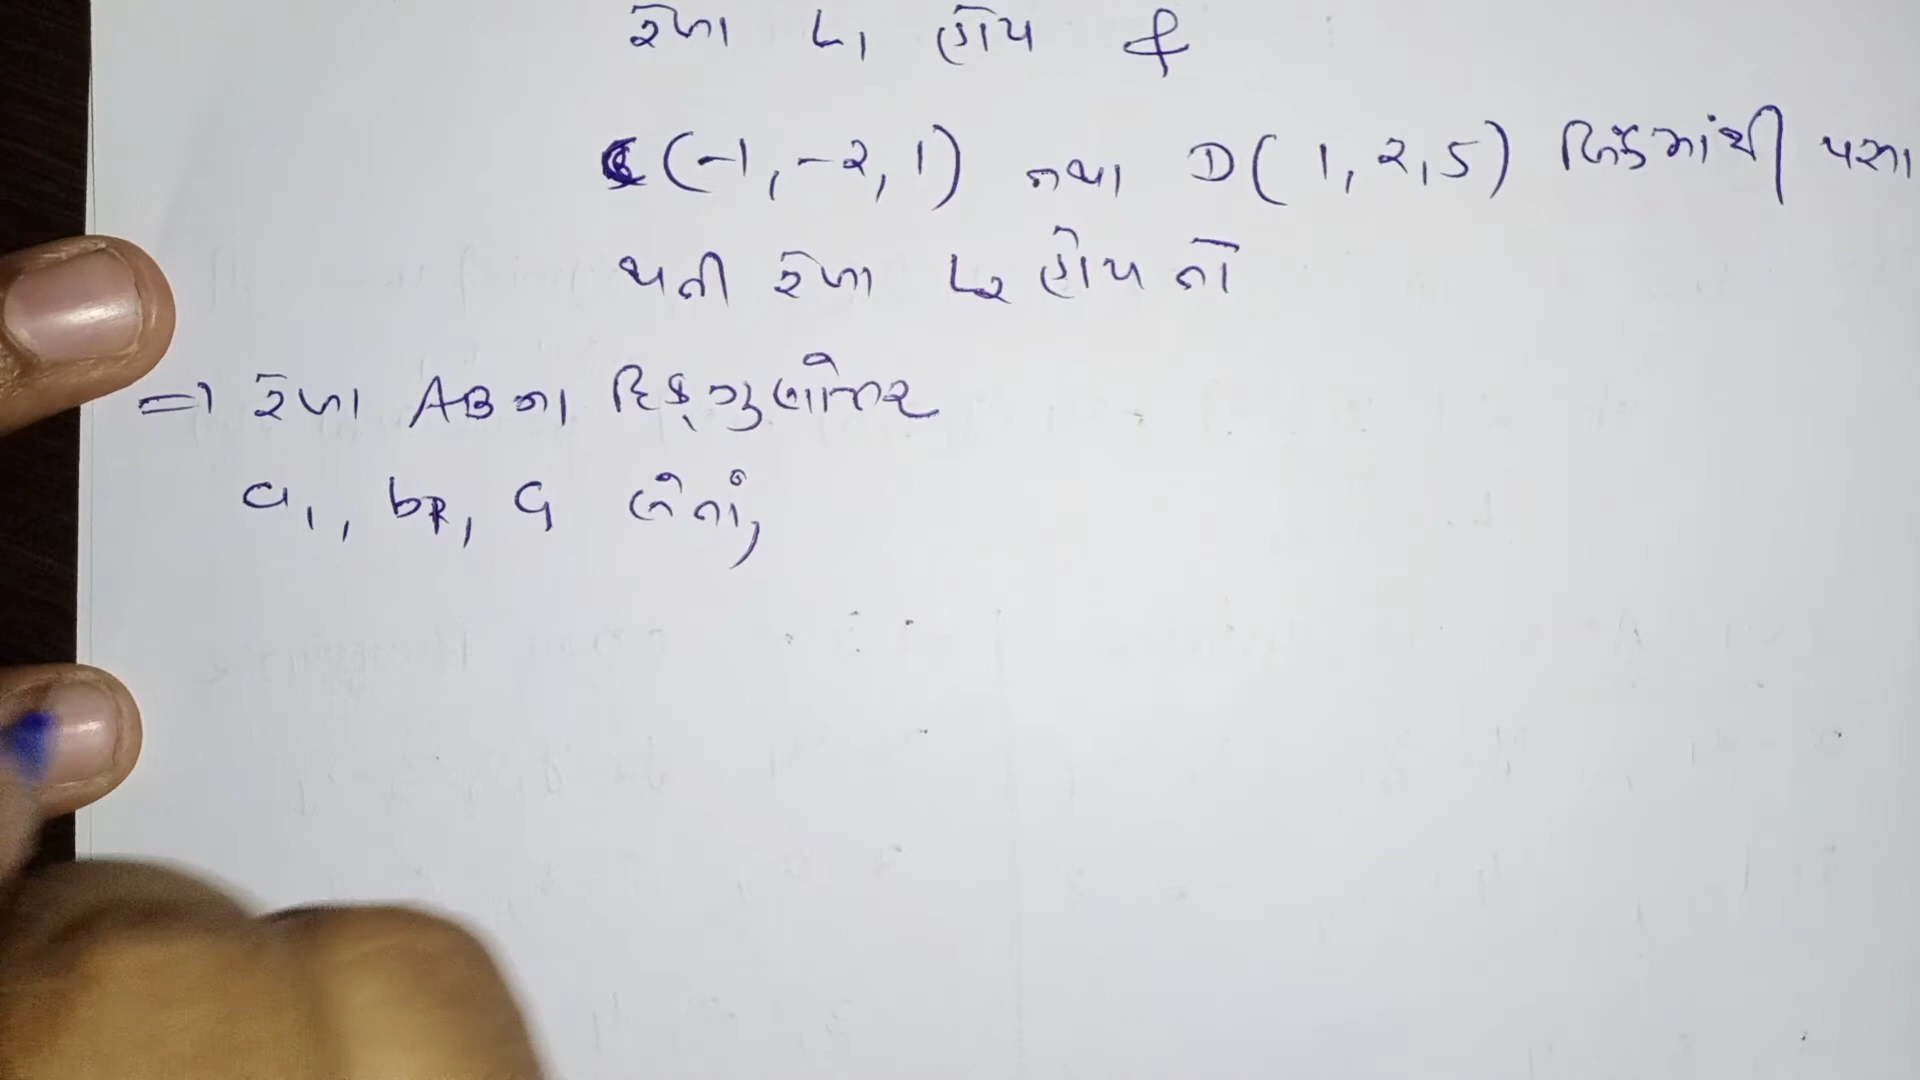 રેખા L₁ હોય &
C(-1, -2, 1) તથા D(1, 2, 5) બિંદુમાંથી પસાર
થતી રેખા L₂ હોય તો
⇒ રેખા AB ના દિક્ગુણોત્તર
a₁, b₁, c₁ લેતાં,